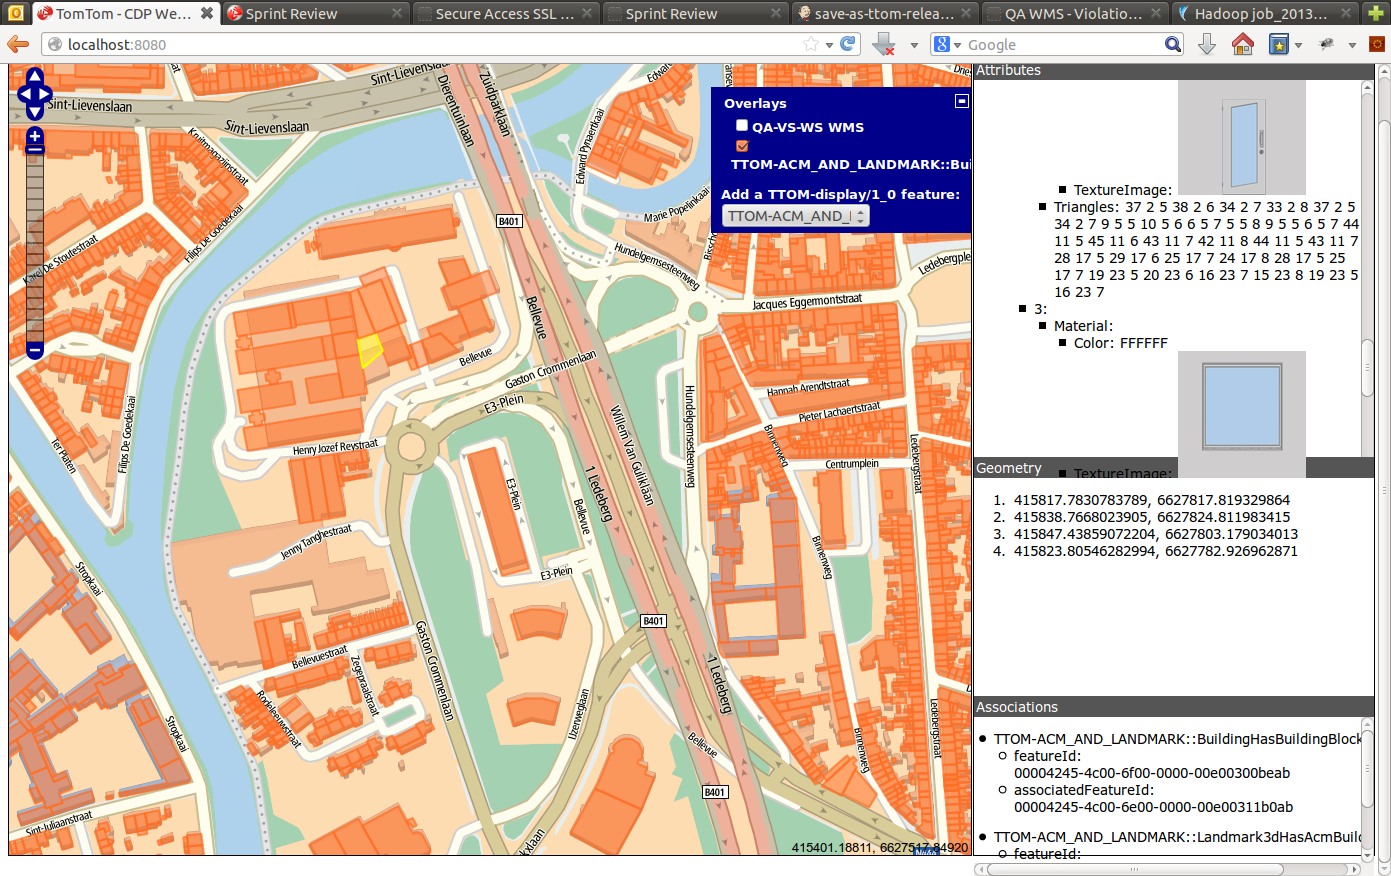 TomTom - CDP We...
Sprint Review
Secure Access SSL ...
Sprint Review
save-as-ttom-relea...
QA WMS - Violatio...
Hadoop job_2013...
localhost:8080
Google
Sint-Lievenslaan
Sint-Lievenslaan
Sint-Lievenslaan
Dierentuinlaan
Zuidparklaan
Kruitmagazijnstraat
Filips De Goedekaai
Karel De Stoutestraat
Filips De Goedekaai
Ter Platen
Edward Pynaertkaai
Marie Popelinkaai
Hundelgemsesteenweg
B401
Jacques Eggermontstraat
Bellevue
Bellevue
Gaston Crommenlaan
E3-Plein
Henry Jozef Reystraat
Hannah Arendtstraat
Pieter Lachaertstraat
Hundelgemsesteenweg
Willem Van Guliklaan
Binnenweg
Centrumplein
Ledebergstraat
1 Ledeberg
E3-Plein
Bellevue
Jenny Tanghestraat
E3-Plein
Binnenweg
Stropkaai
B401
Gaston Crommenlaan
Bellevuestraat
Zegepraalstraat
Rodeleeuwstraat
1 Ledeberg
IJzerweglaan
Bellevue
Binnenweg
Ledebergstraat
Stropkaai
B401
Sint-Juliaanstraat
415401.18811, 6627517.84920
Overlays
QA-VS-WS WMS
TTOM-ACM_AND_LANDMARK::Bui
Add a TTOM-display/1_0 feature:
TTOM-ACM_AND_
Attributes
TextureImage:
Triangles: 37 2 5 38 2 6 34 2 7 33 2 8 37 2 5
34 2 7 9 5 5 10 5 6 6 5 7 5 5 8 9 5 5 6 5 7 44
11 5 45 11 6 43 11 7 42 11 8 44 11 5 43 11 7
28 17 5 29 17 6 25 17 7 24 17 8 28 17 5 25
17 7 19 23 5 20 23 6 16 23 7 15 23 8 19 23 5
16 23 7
3:
Material:
Color: FFFFFF
TextureImage:
Geometry
1. 415817.7830783789, 6627817.819329864
2. 415838.7668023905, 6627824.811983415
3. 415847.43859072204, 6627803.179034013
4. 415823.80546282994, 6627782.926962871
Associations
TTOM-ACM_AND_LANDMARK::BuildingHasBuildingBlock
featureId:
00004245-4c00-6f00-0000-00e00300beab
associatedFeatureId:
00004245-4c00-6e00-0000-00e00311b0ab
TTOM-ACM_AND_LANDMARK::Landmark3dHasAcmBuild
featureId: